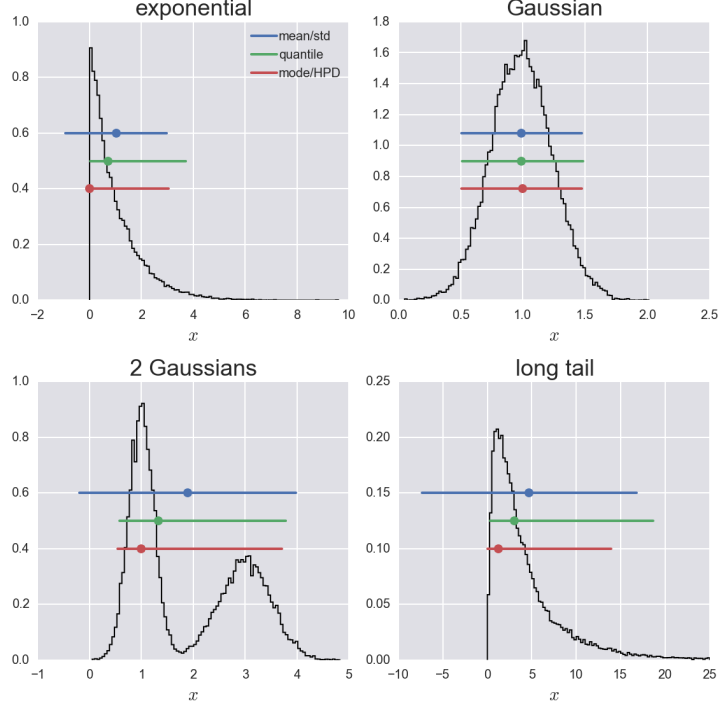 exponential
1.0
0.8
0.6
0.4
0.2
0.0
−2 0 2 4 6 8 10
x
mean/std
quantile
mode/HPD
Gaussian
1.8
1.6
1.4
1.2
1.0
0.8
0.6
0.4
0.2
0.0
0.0 0.5 1.0 1.5 2.0 2.5
x
2 Gaussians
1.0
0.8
0.6
0.4
0.2
0.0
−1 0 1 2 3 4 5
x
long tail
0.25
0.20
0.15
0.10
0.05
0.00
−10 −5 0 5 10 15 20 25
x